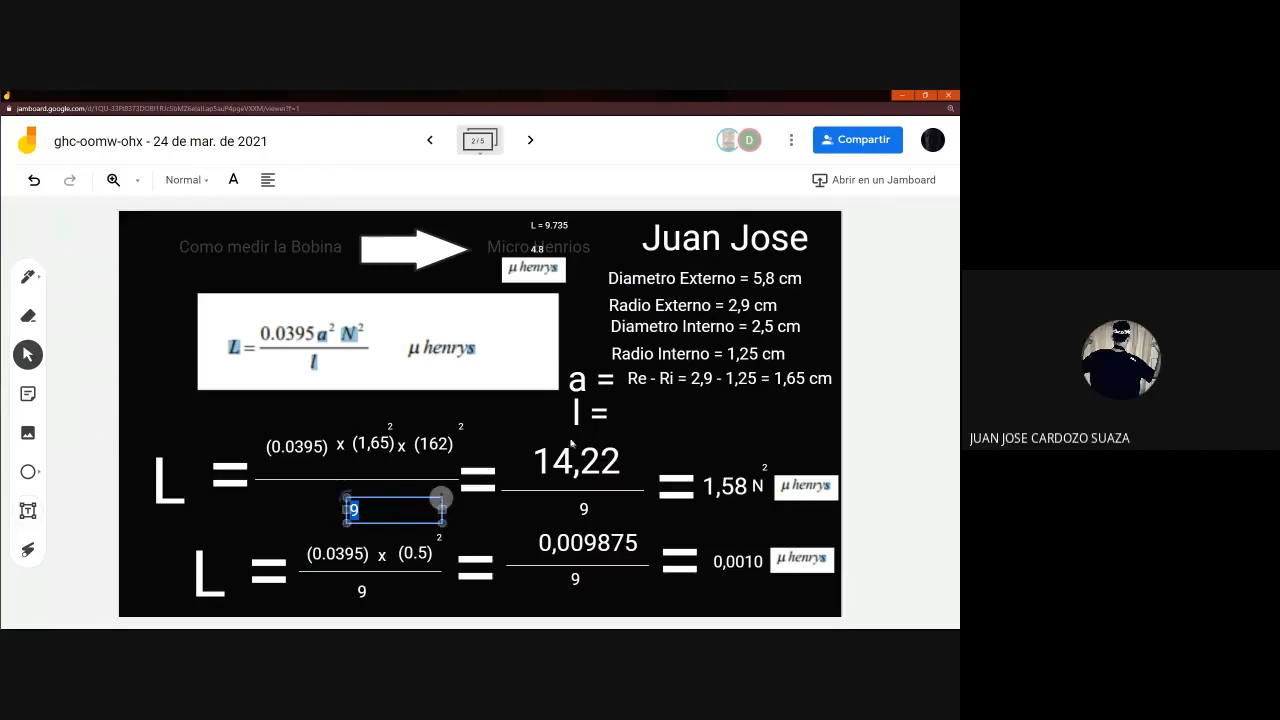 ghc-oomw-ohx - 24 de mar. de 2021
2 / 5
D
Compartir
Normal
A
Abrir en un Jamboard
Como medir la Bobina
Micro Henrios
L = 9.735
4.8
μ henrys
Juan Jose
Diametro Externo = 5,8 cm
Radio Externo = 2,9 cm
Diametro Interno = 2,5 cm
Radio Interno = 1,25 cm
a = Re - Ri = 2,9 - 1,25 = 1,65 cm
l =
L = 0.0395 a² N² / l μ henrys
L = (0.0395) x (1,65)² x (162)² / 9 = 14,22 / 9 = 1,58 N² μ henrys
L = (0.0395) x (0.5)² / 9 = 0,009875 / 9 = 0,0010 μ henrys
JUAN JOSE CARDOZO SUAZA